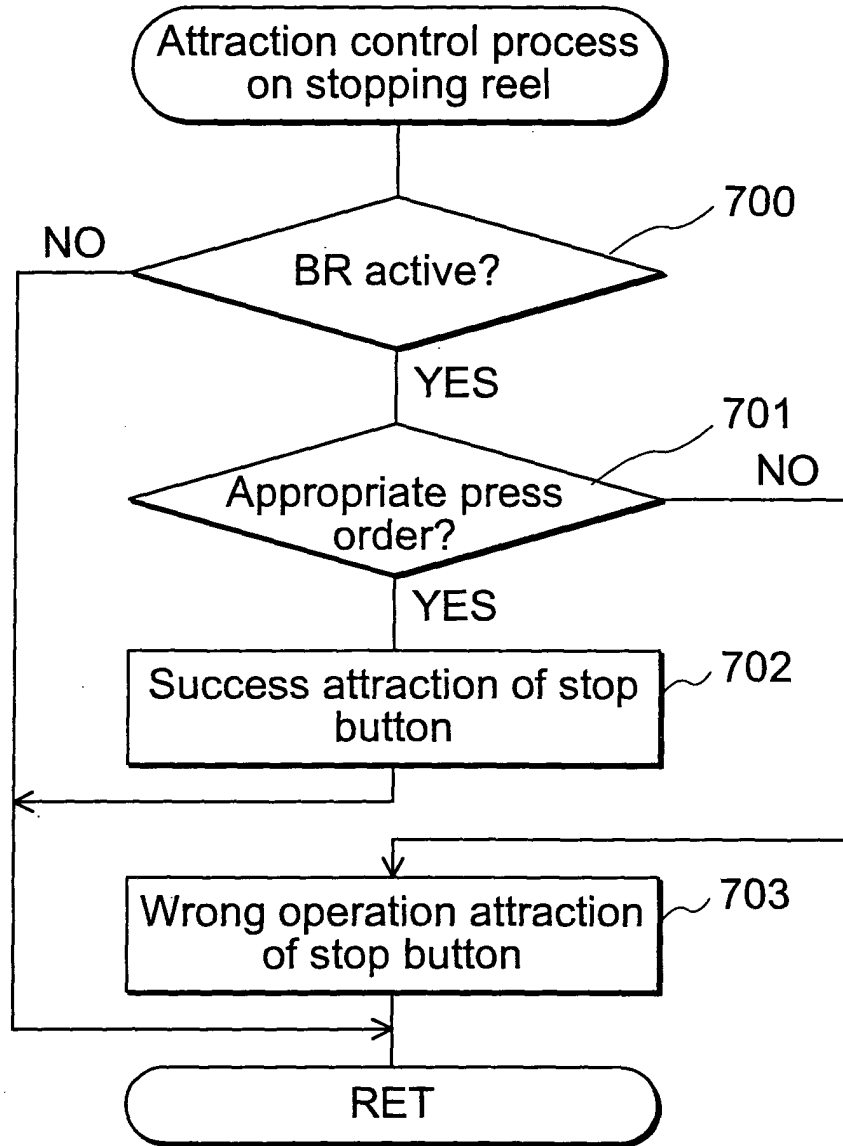 Attraction control process
on stopping reel
700
NO
BR active?
YES
701
NO
Appropriate press
order?
YES
702
Success attraction of stop
button
703
Wrong operation attraction
of stop button
RET